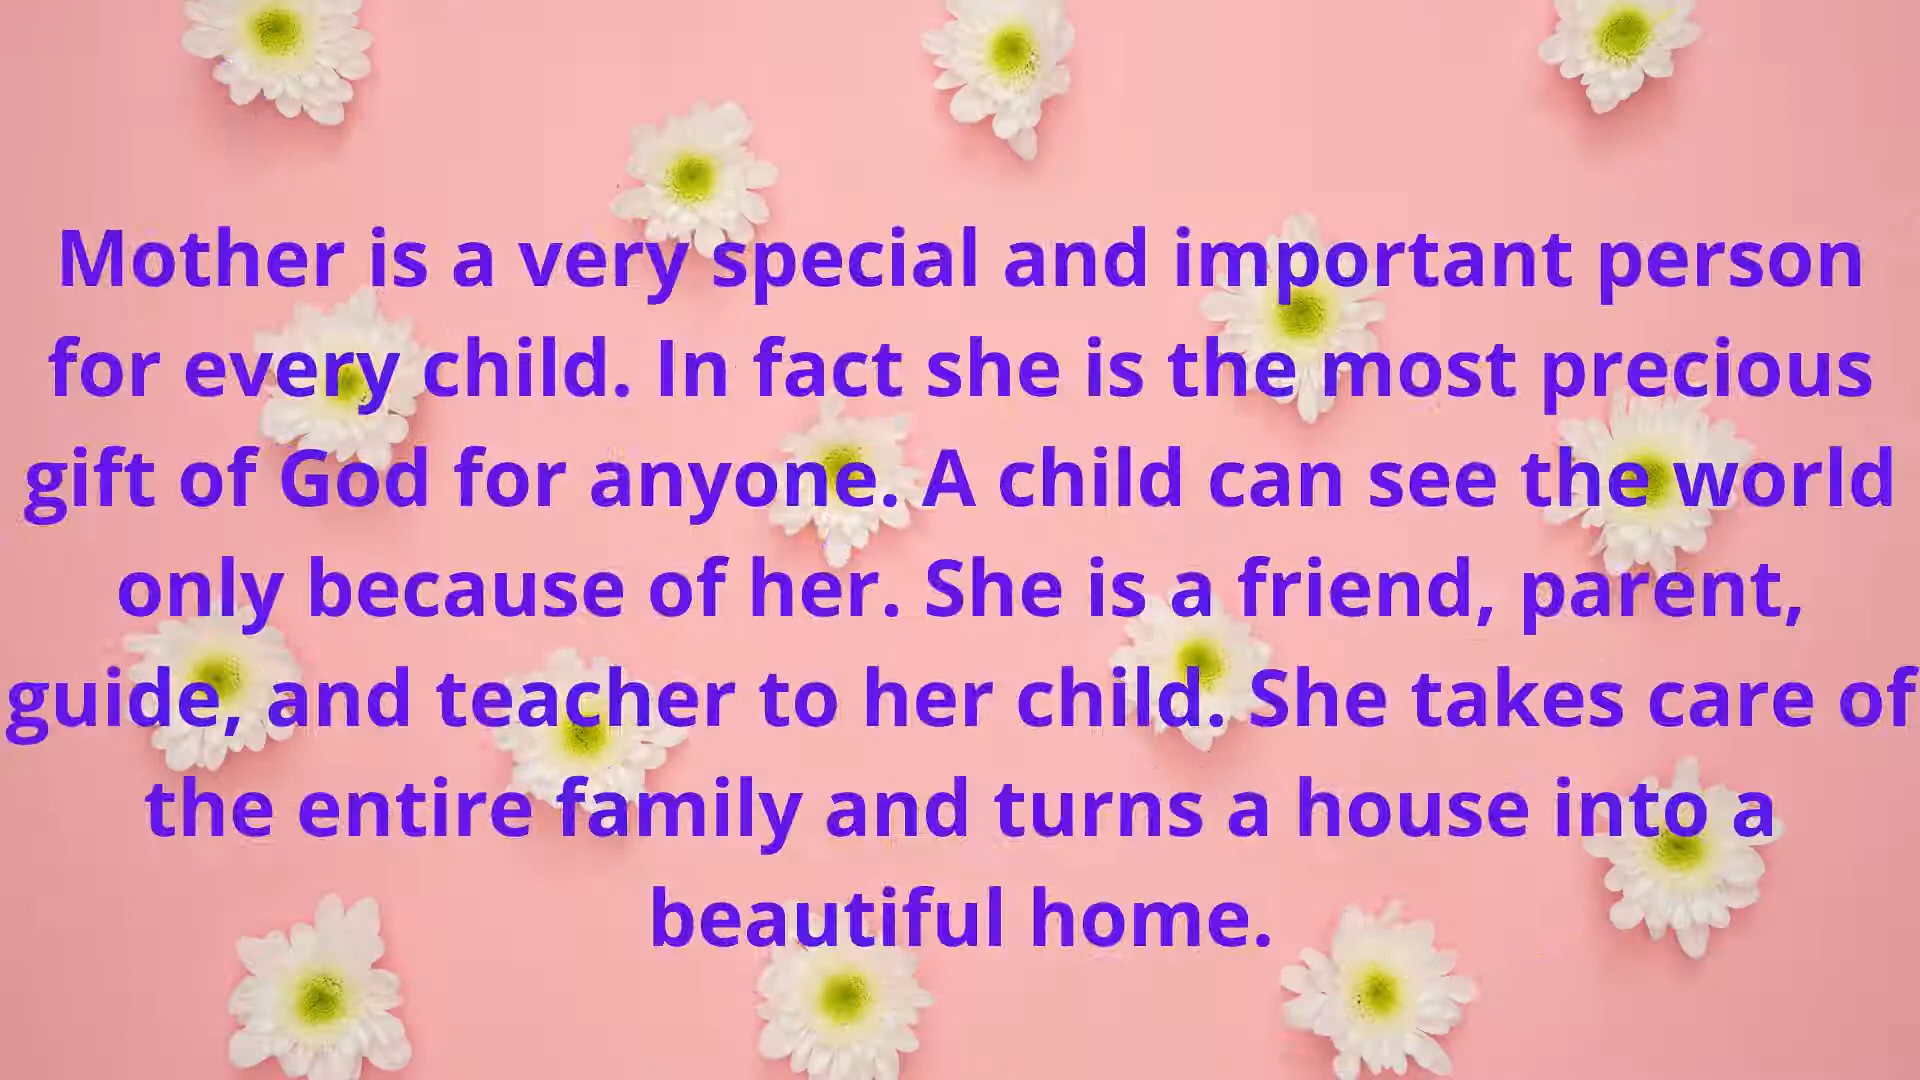 Mother is a very special and important person
for every child. In fact she is the most precious
gift of God for anyone. A child can see the world
only because of her. She is a friend, parent,
guide, and teacher to her child. She takes care of
the entire family and turns a house into a
beautiful home.